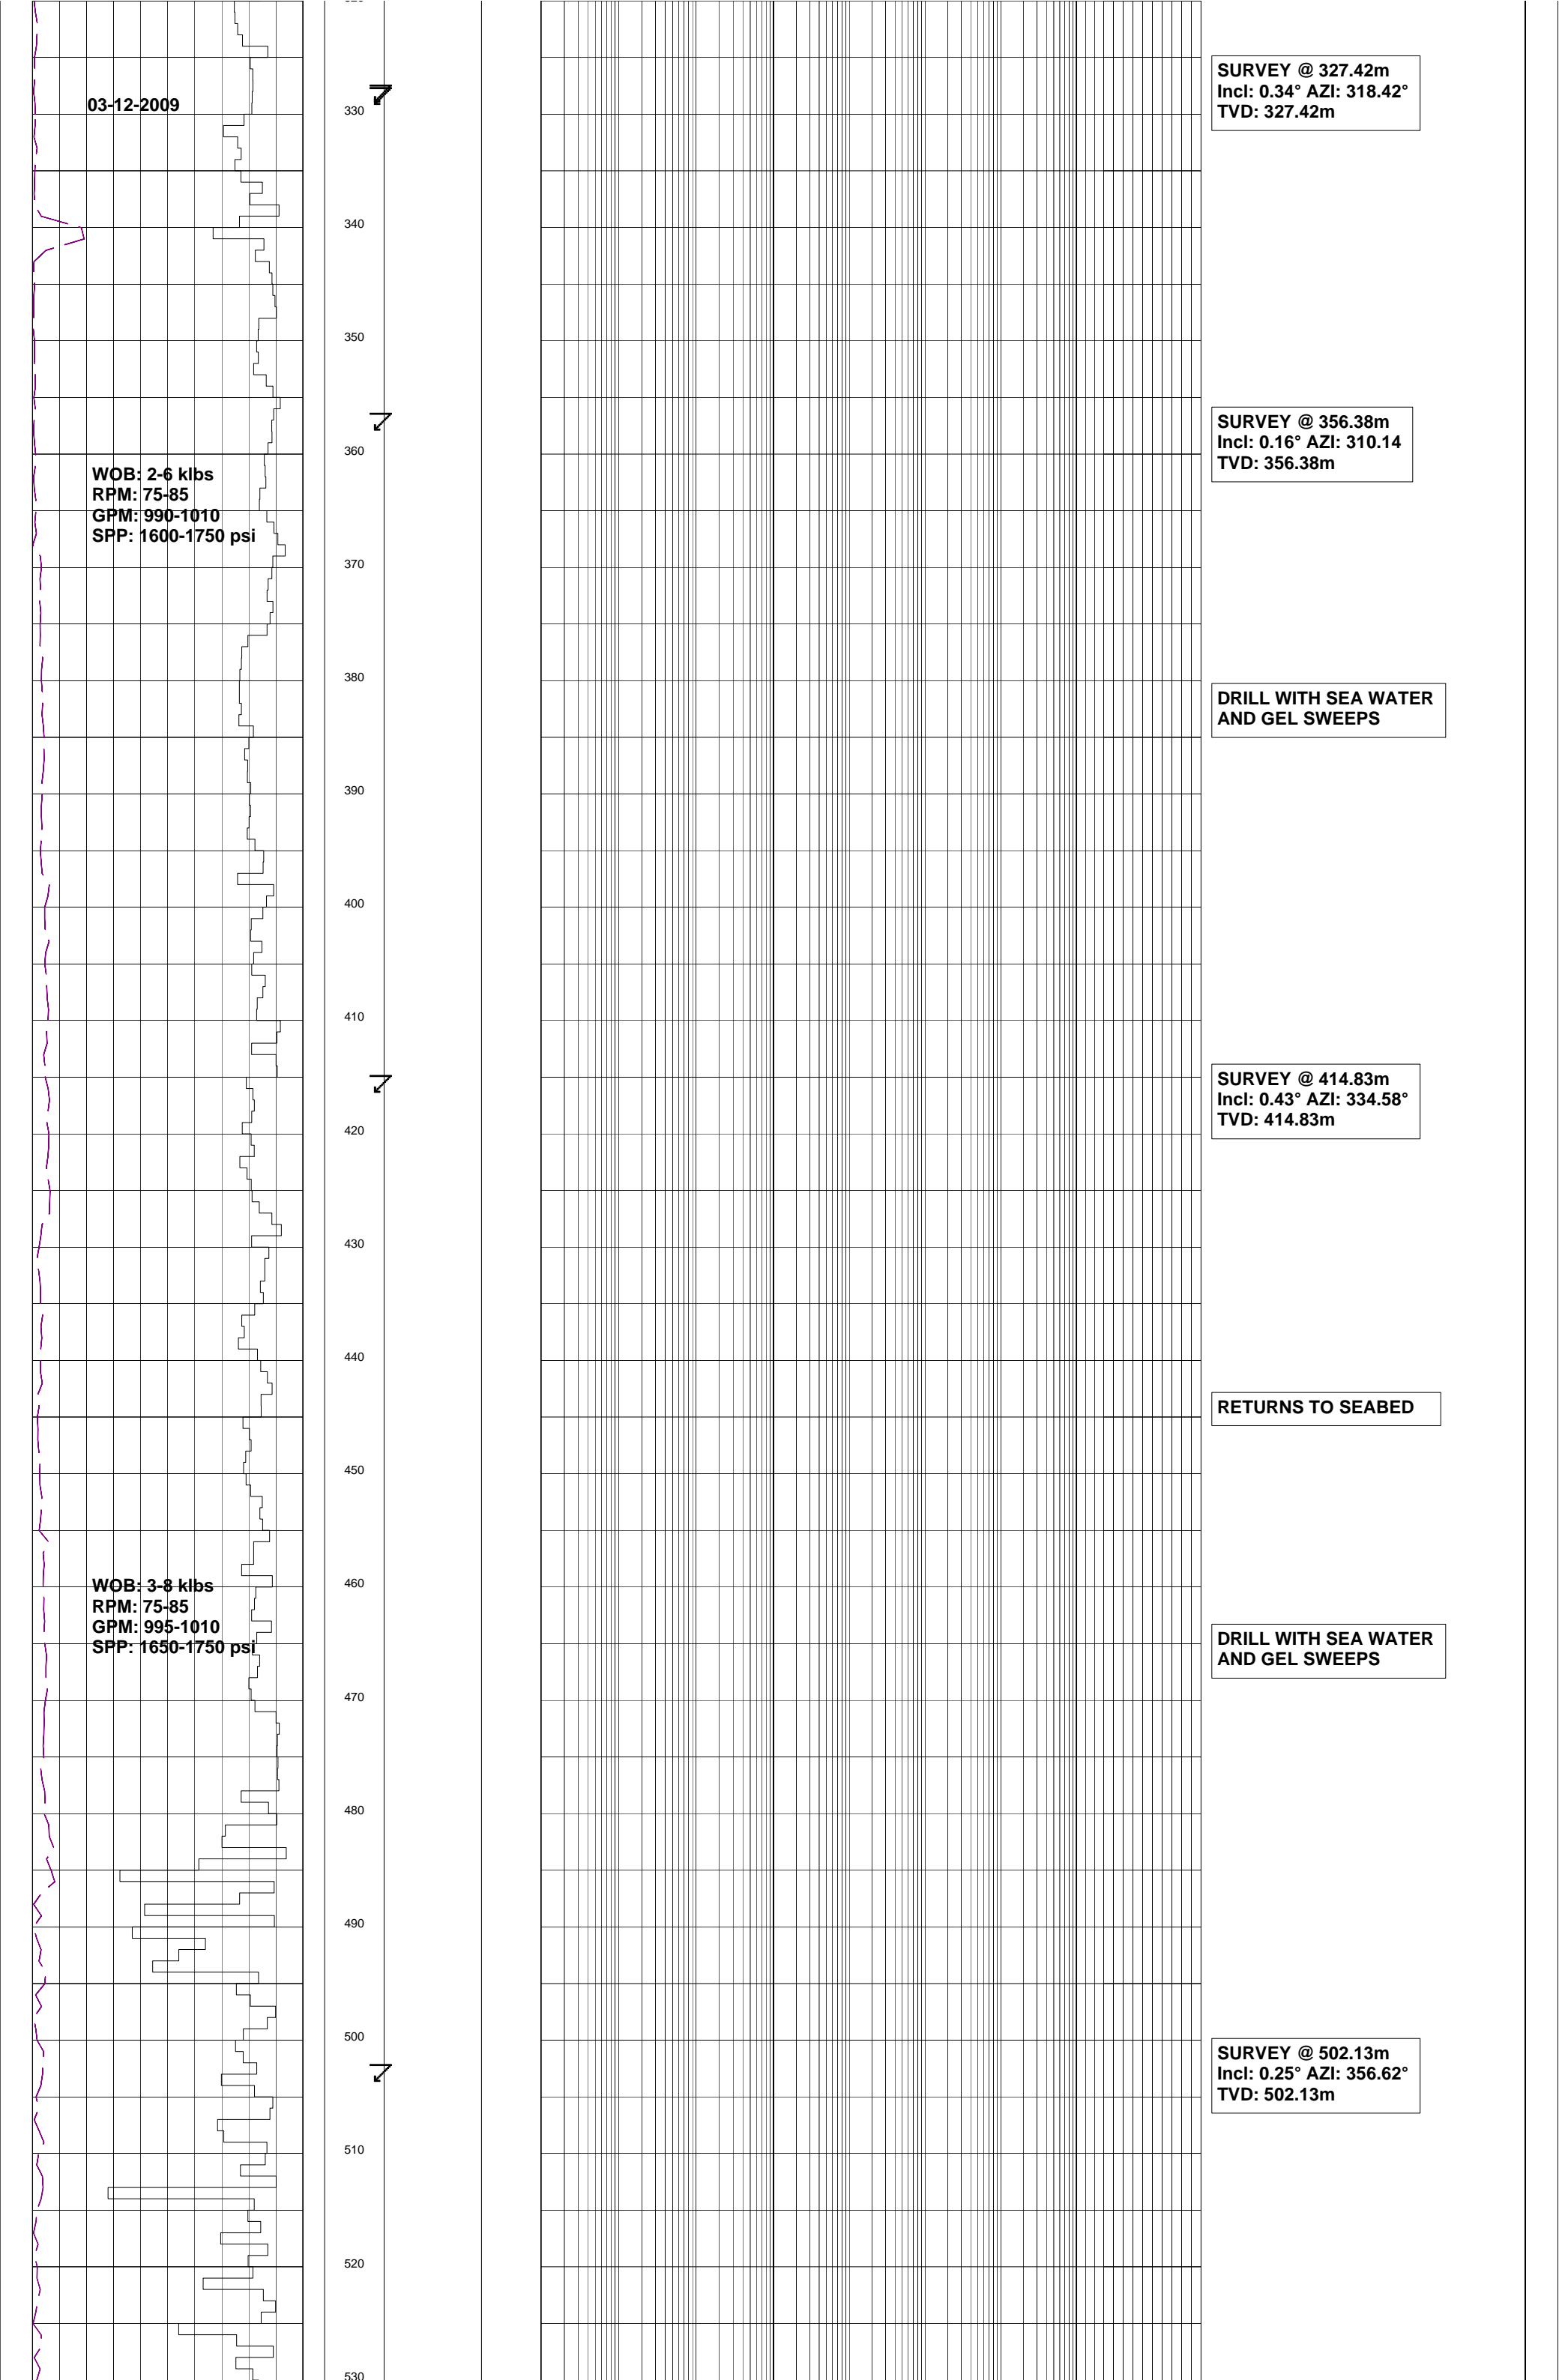 SURVEY @ 327.42m
Incl: 0.34° AZI: 318.42°
TVD: 327.42m
03-12-2009
330
340
350
SURVEY @ 356.38m
Incl: 0.16° AZI: 310.14
TVD: 356.38m
360
WOB: 2-6 klbs
RPM: 75-85
GPM: 990-1010
SPP: 1600-1750 psi
370
380
DRILL WITH SEA WATER
AND GEL SWEEPS
390
400
410
SURVEY @ 414.83m
Incl: 0.43° AZI: 334.58°
TVD: 414.83m
420
430
440
RETURNS TO SEABED
450
460
WOB: 3-8 klbs
RPM: 75-85
GPM: 995-1010
SPP: 1650-1750 psi
DRILL WITH SEA WATER
AND GEL SWEEPS
470
480
490
500
SURVEY @ 502.13m
Incl: 0.25° AZI: 356.62°
TVD: 502.13m
510
520
530